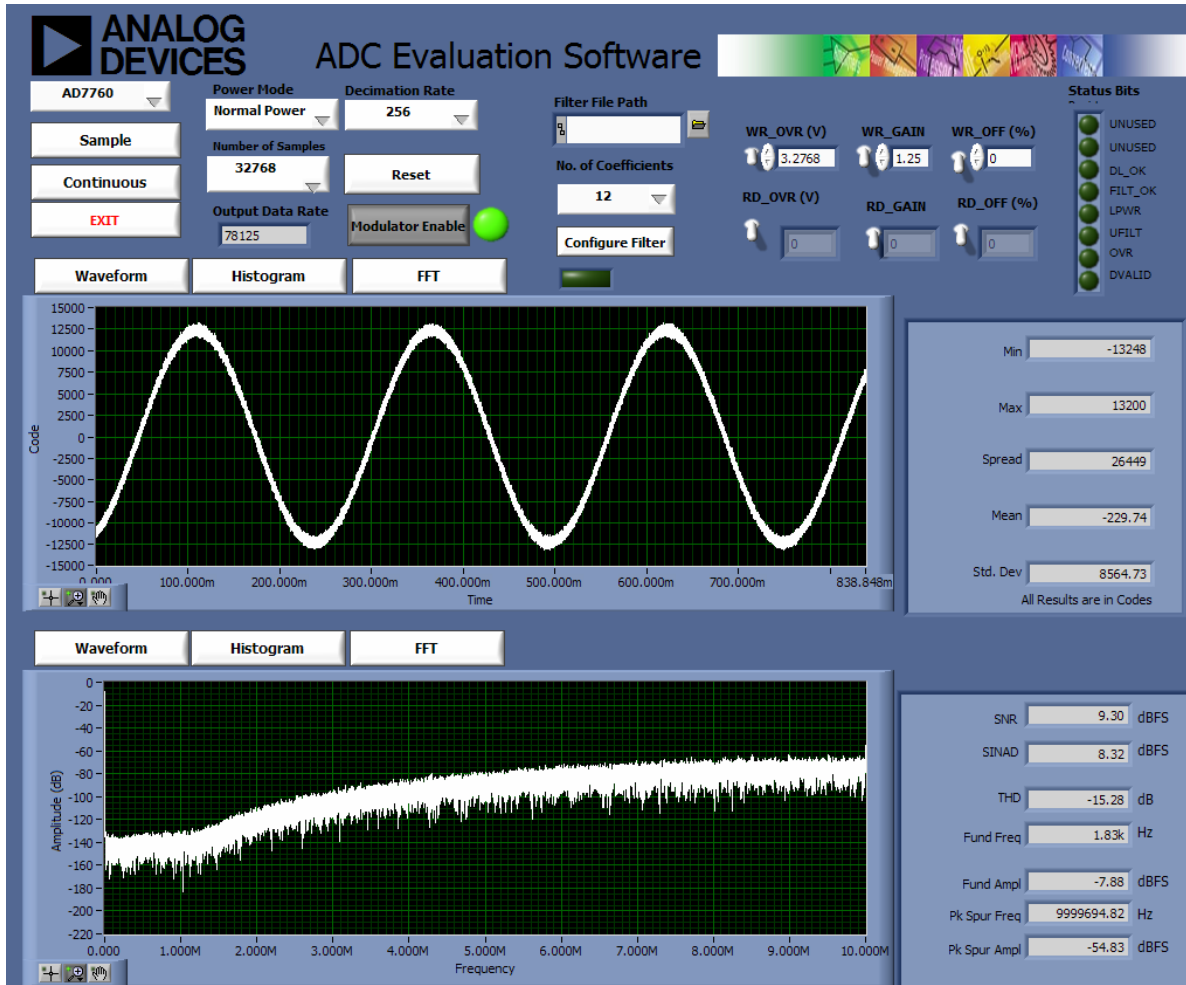 ANALOG
DEVICES
ADC Evaluation Software
AD7760
Power Mode
Decimation Rate
Normal Power
256
Filter File Path
Status Bits
Sample
Number of Samples
32768
Reset
Continuous
No. of Coefficients
12
EXIT
Output Data Rate
78125
Modulator Enable
Configure Filter
WR_OVR (V)
WR_GAIN
WR_OFF (%)
3.2768
1.25
0
RD_OVR (V)
RD_GAIN
RD_OFF (%)
0
0
0
UNUSED
UNUSED
DL_OK
FILT_OK
LPWR
UFILT
OVR
DVALID
Waveform
Histogram
FFT
15000
12500
10000
7500
5000
2500
0
-2500
-5000
-7500
-10000
-12500
-15000
Code
0.000
100.000m
200.000m
300.000m
400.000m
500.000m
600.000m
700.000m
838.848m
Time
Min
-13248
Max
13200
Spread
26449
Mean
-229.74
Std. Dev
8564.73
All Results are in Codes
Waveform
Histogram
FFT
0
-20
-40
-60
-80
-100
-120
-140
-160
-180
-200
-220
Amplitude (dB)
0.000
1.000M
2.000M
3.000M
4.000M
5.000M
6.000M
7.000M
8.000M
9.000M
10.000M
Frequency
SNR
9.30
dBFS
SINAD
8.32
dBFS
THD
-15.28
dB
Fund Freq
1.83k
Hz
Fund Ampl
-7.88
dBFS
Pk Spur Freq
9999694.82
Hz
Pk Spur Ampl
-54.83
dBFS